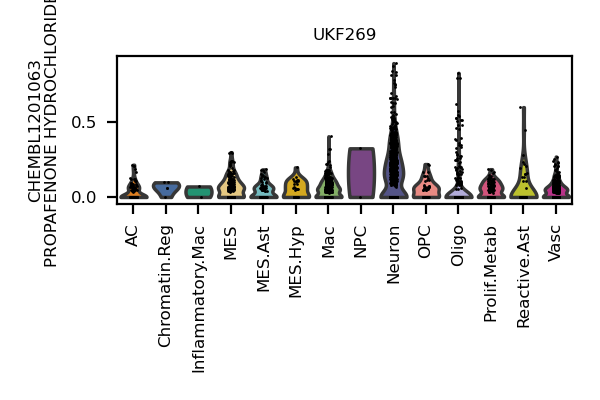 UKF269
CHEMBL1201063
PROPAFENONE HYDROCHLORIDE
0.5
0.0
AC
Chromatin.Reg
Inflammatory.Mac
MES
MES.Ast
MES.Hyp
Mac
NPC
Neuron
OPC
Oligo
Prolif.Metab
Reactive.Ast
Vasc